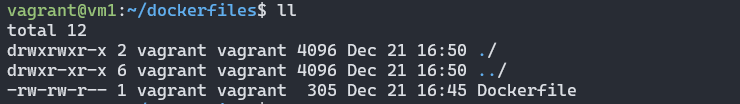 vagrant@vm1:~/dockerfiles$ ll
total 12
drwxrwxr-x 2 vagrant vagrant 4096 Dec 21 16:50 ./
drwxr-xr-x 6 vagrant vagrant 4096 Dec 21 16:50 ../
-rw-rw-r-- 1 vagrant vagrant  305 Dec 21 16:45 Dockerfile